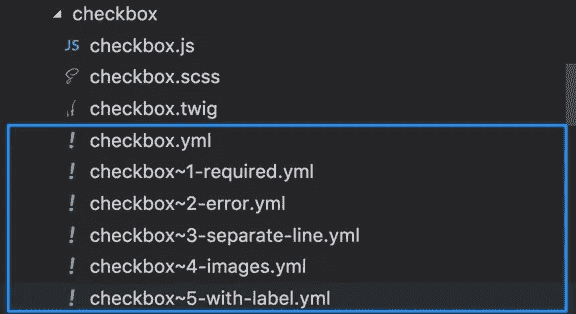 checkbox
JS checkbox.js
checkbox.scss
checkbox.twig
! checkbox.yml
! checkbox~1-required.yml
! checkbox~2-error.yml
! checkbox~3-separate-line.yml
! checkbox~4-images.yml
! checkbox~5-with-label.yml